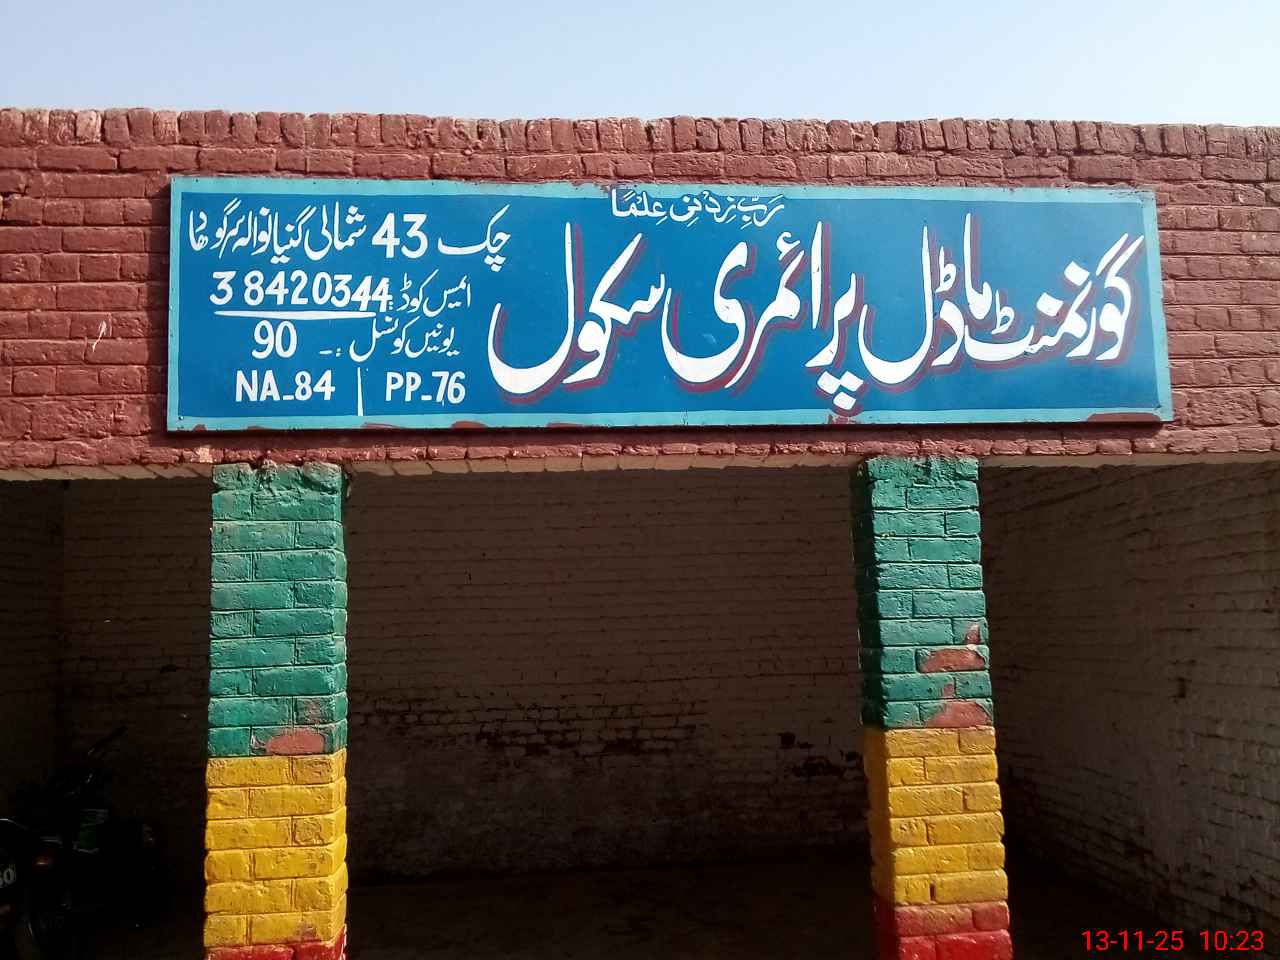 رَبِّ زِدْنِی عِلْمًا
گورنمنٹ ماڈل پرائمری سکول
چک 43 شمالی گنیانوالہ سرگودھا
ایمس کوڈ: 38420344
یونین کونسل :۔ 90
NA-84 | PP-76
13-11-25 10:23